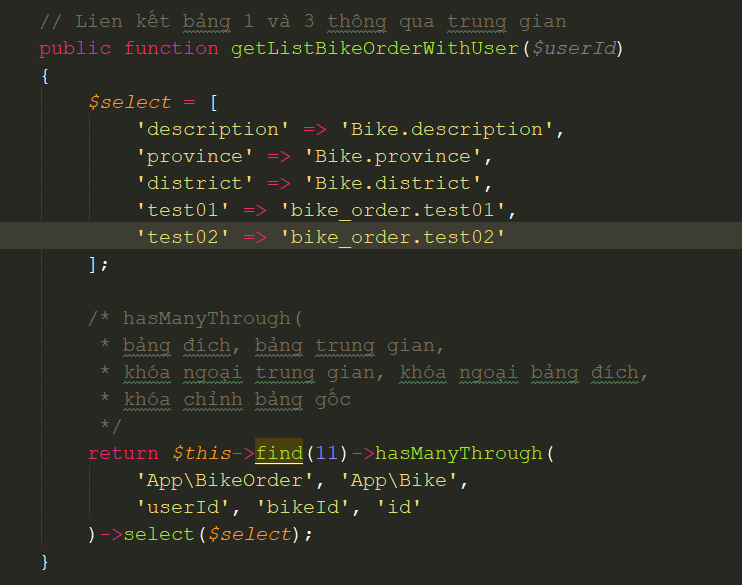 // Lien kết bảng 1 và 3 thông qua trung gian
public function getListBikeOrderWithUser($userId)
{
$select = [
'description' => 'Bike.description',
'province' => 'Bike.province',
'district' => 'Bike.district',
'test01' => 'bike_order.test01',
'test02' => 'bike_order.test02'
];
/* hasManyThrough(
* bảng đích, bảng trung gian,
* khóa ngoại trung gian, khóa ngoại bảng đích,
* khóa chỉnh bảng gốc
*/
return $this->find(11)->hasManyThrough(
'App\BikeOrder', 'App\Bike',
'userId', 'bikeId', 'id'
)->select($select);
}